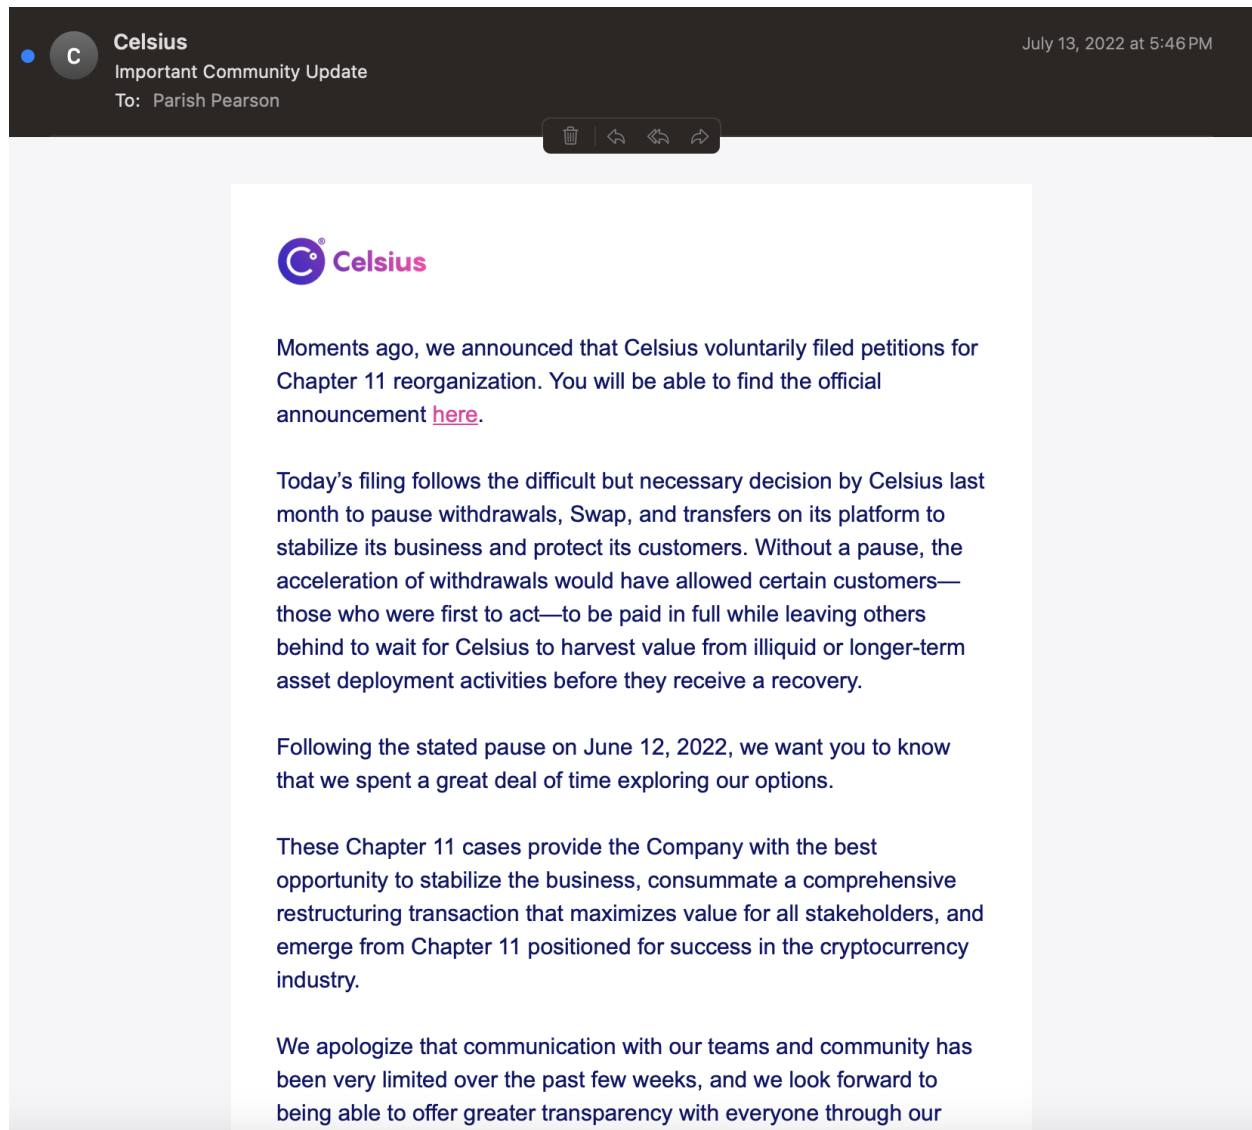 Celsius
July 13, 2022 at 5:46 PM
C
Important Community Update
To: Parish Pearson
C® Celsius
Moments ago, we announced that Celsius voluntarily filed petitions for
Chapter 11 reorganization. You will be able to find the official
announcement here.
Today’s filing follows the difficult but necessary decision by Celsius last
month to pause withdrawals, Swap, and transfers on its platform to
stabilize its business and protect its customers. Without a pause, the
acceleration of withdrawals would have allowed certain customers—
those who were first to act—to be paid in full while leaving others
behind to wait for Celsius to harvest value from illiquid or longer-term
asset deployment activities before they receive a recovery.
Following the stated pause on June 12, 2022, we want you to know
that we spent a great deal of time exploring our options.
These Chapter 11 cases provide the Company with the best
opportunity to stabilize the business, consummate a comprehensive
restructuring transaction that maximizes value for all stakeholders, and
emerge from Chapter 11 positioned for success in the cryptocurrency
industry.
We apologize that communication with our teams and community has
been very limited over the past few weeks, and we look forward to
being able to offer greater transparency with everyone through our